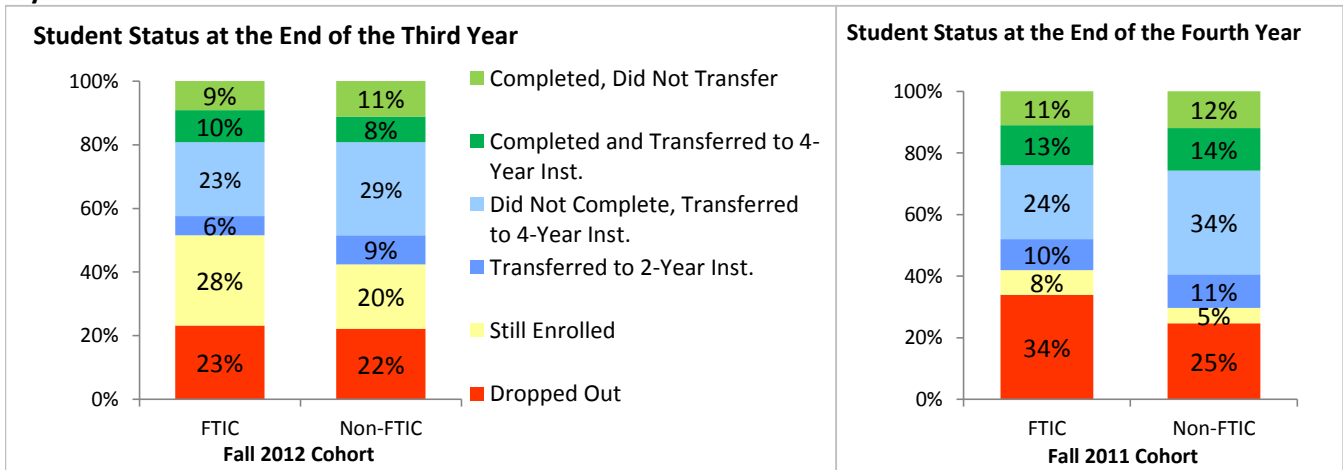 Student Status at the End of the Third Year
100%
80%
60%
40%
20%
0%
9%
10%
23%
6%
28%
23%
11%
8%
29%
9%
20%
22%
FTIC
Non-FTIC
Fall 2012 Cohort
Completed, Did Not Transfer
Completed and Transferred to 4-
Year Inst.
Did Not Complete, Transferred
to 4-Year Inst.
Transferred to 2-Year Inst.
Still Enrolled
Dropped Out
Student Status at the End of the Fourth Year
100%
80%
60%
40%
20%
0%
11%
13%
24%
10%
8%
34%
12%
14%
34%
11%
5%
25%
FTIC
Non-FTIC
Fall 2011 Cohort